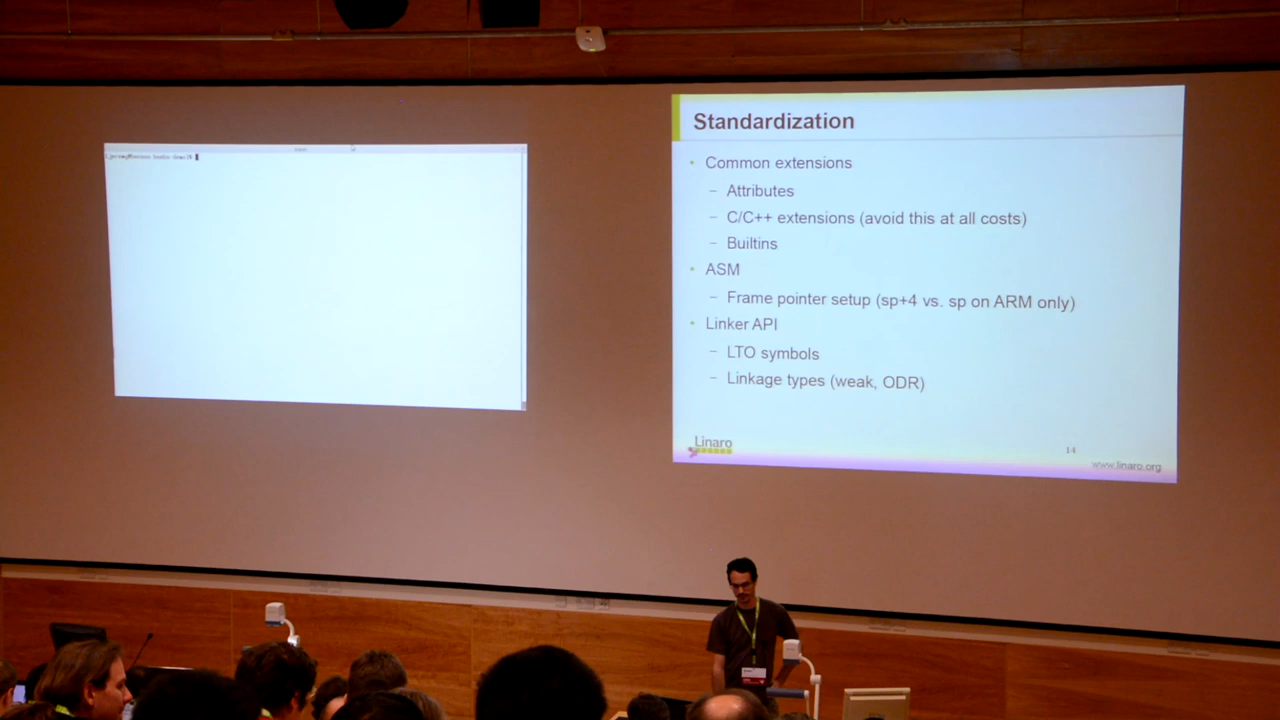 Standardization
• Common extensions
– Attributes
– C/C++ extensions (avoid this at all costs)
– Builtins
• ASM
– Frame pointer setup (sp+4 vs. sp on ARM only)
• Linker API
– LTO symbols
– Linkage types (weak, ODR)
Linaro
14
www.linaro.org